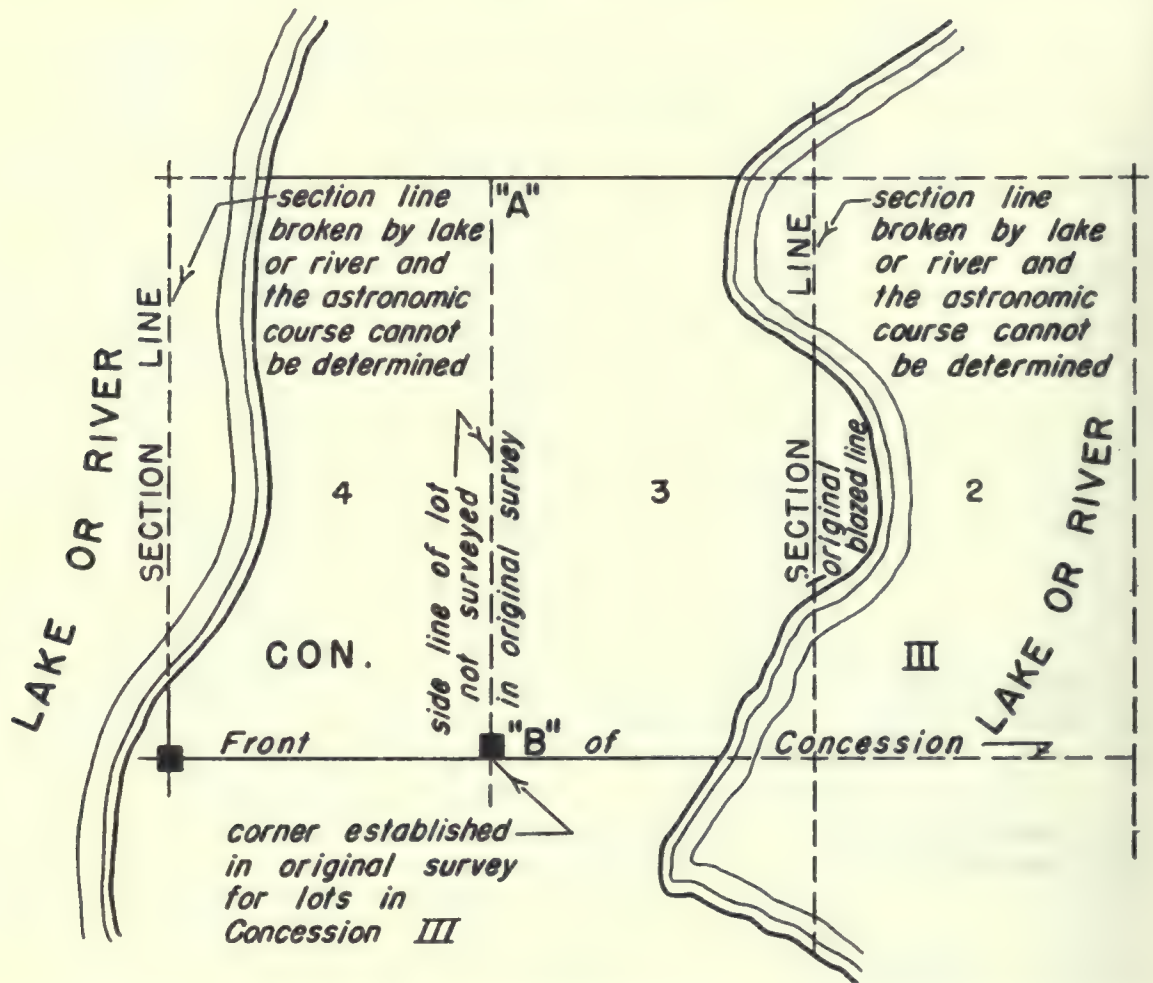 "A"
section line
broken by lake
or river and
the astronomic
course cannot
be determined
section line
broken by lake
or river and
the astronomic
course cannot
be determined
LAKE OR RIVER
SECTION LINE
SECTION LINE
original
blazed line
LAKE OR RIVER
4
3
2
side line of lot
not surveyed
in original survey
CON.
III
Front "B" of Concession
corner established
in original survey
for lots in
Concession III